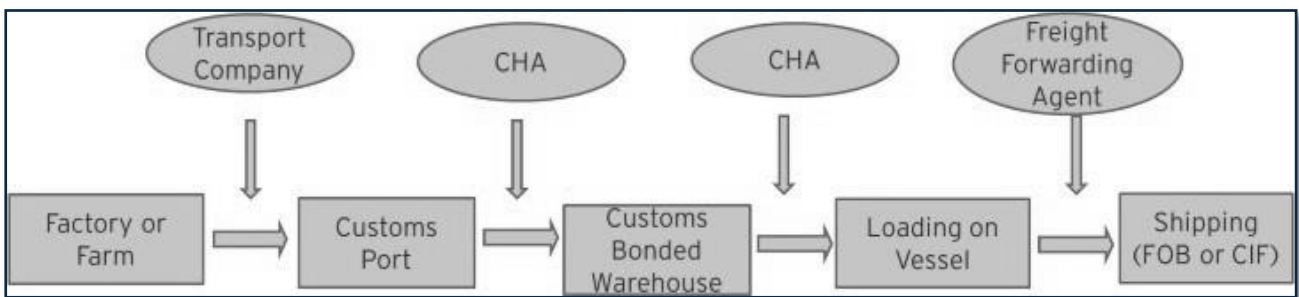 Transport
Company
CHA
CHA
Freight
Forwarding
Agent
Factory or
Farm
Customs
Port
Customs
Bonded
Warehouse
Loading on
Vessel
Shipping
(FOB or CIF)